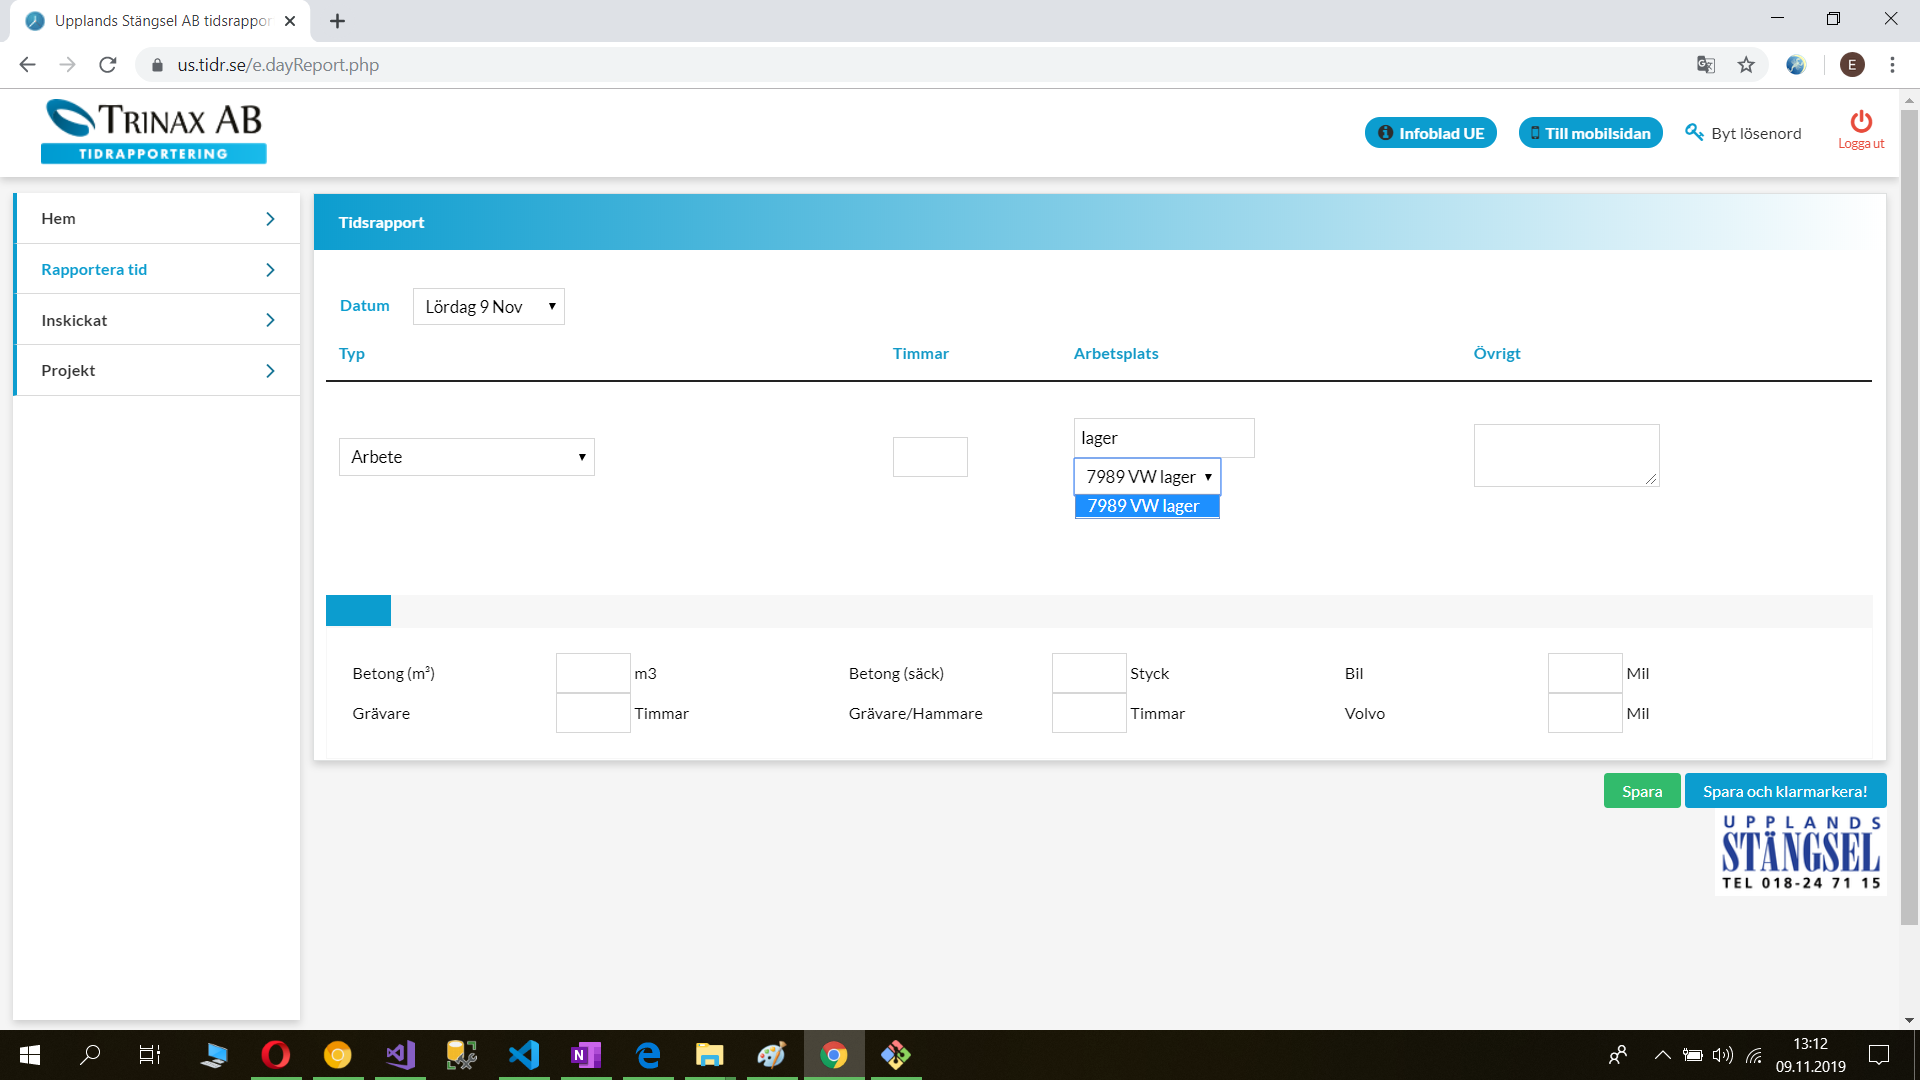 Upplands Stängsel AB tidsrappor
us.tidr.se/e.dayReport.php
E
TRINAX AB
TIDRAPPORTERING
Infoblad UE
Till mobilsidan
Byt lösenord
Logga ut
Hem
Rapportera tid
Inskickat
Projekt
Tidsrapport
Datum
Lördag 9 Nov
Typ
Timmar
Arbetsplats
Övrigt
Arbete
lager
7989 VW lager
7989 VW lager
Betong (m³)
m3
Betong (säck)
Styck
Bil
Mil
Grävare
Timmar
Grävare/Hammare
Timmar
Volvo
Mil
Spara
Spara och klarmarkera!
UPPLANDS
STÄNGSEL
TEL 018-24 71 15
N
13:12
09.11.2019